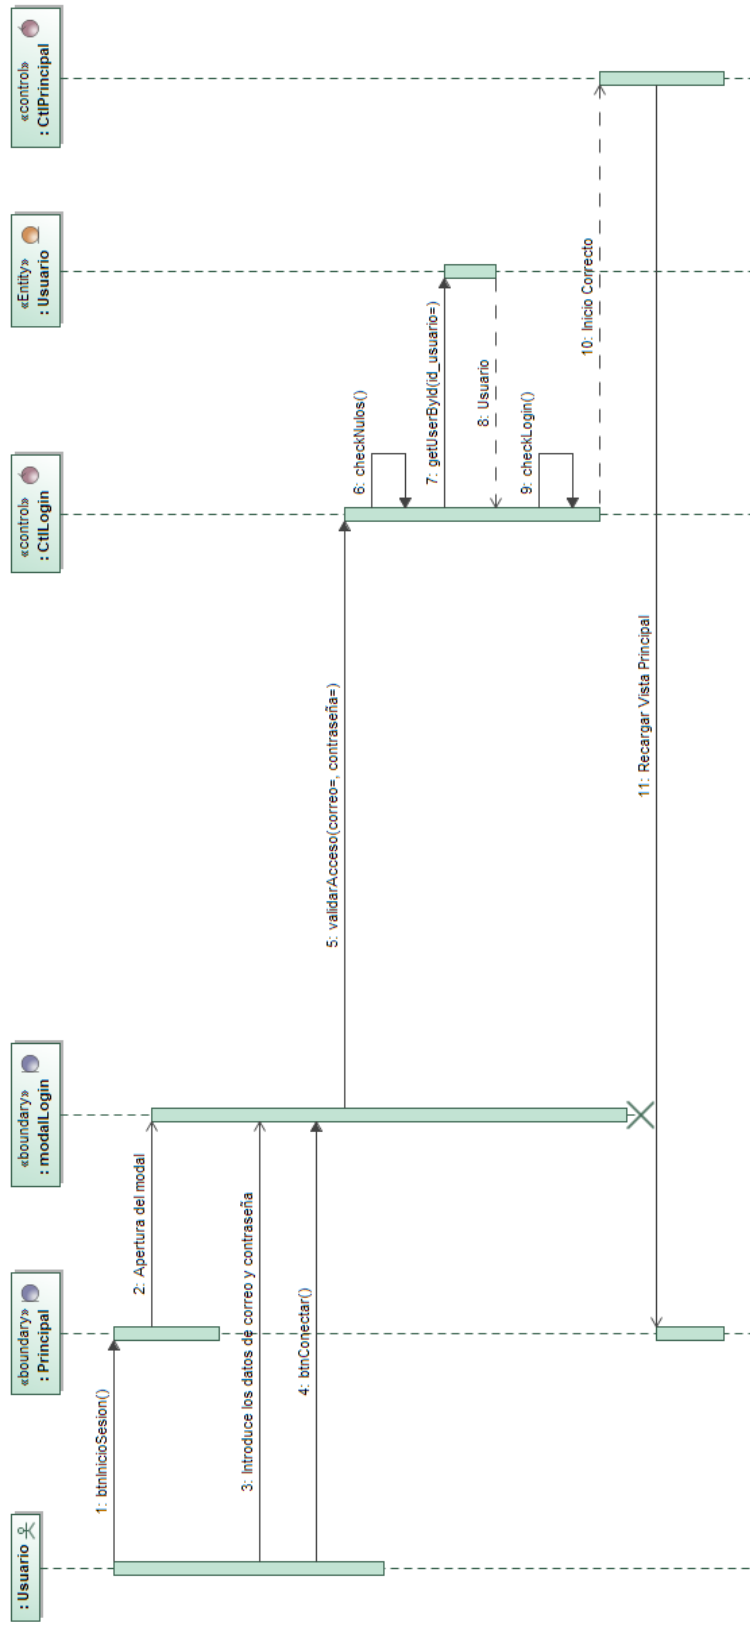 : Usuario
«boundary»
: Principal
«boundary»
: modalLogin
«control»
: CtlLogin
«Entity»
: Usuario
«control»
: CtlPrincipal
1: btnInicioSesion()
2: Apertura del modal
3: Introduce los datos de correo y contraseña
4: btnConectar()
5: validarAcceso(correo=, contraseña=)
6: checkNulos()
7: getUserById(id_usuario=)
8: Usuario
9: checkLogin()
10: Inicio Correcto
11: Recargar Vista Principal